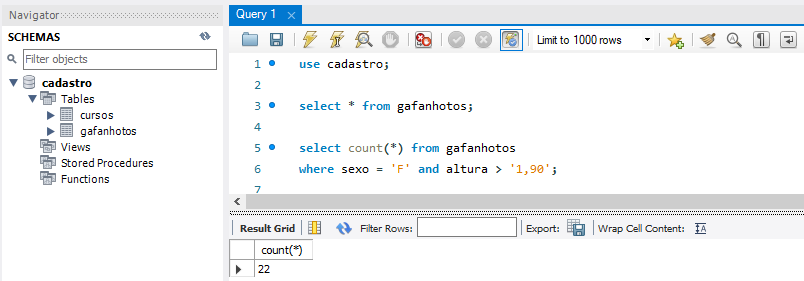 Navigator
SCHEMAS
Filter objects
cadastro
Tables
cursos
gafanhotos
Views
Stored Procedures
Functions
Query 1
Limit to 1000 rows
1 use cadastro;
2
3 select * from gafanhotos;
4
5 select count(*) from gafanhotos
6 where sexo = 'F' and altura > '1,90';
7
Result Grid Filter Rows: Export: Wrap Cell Content: IA
count(*)
22